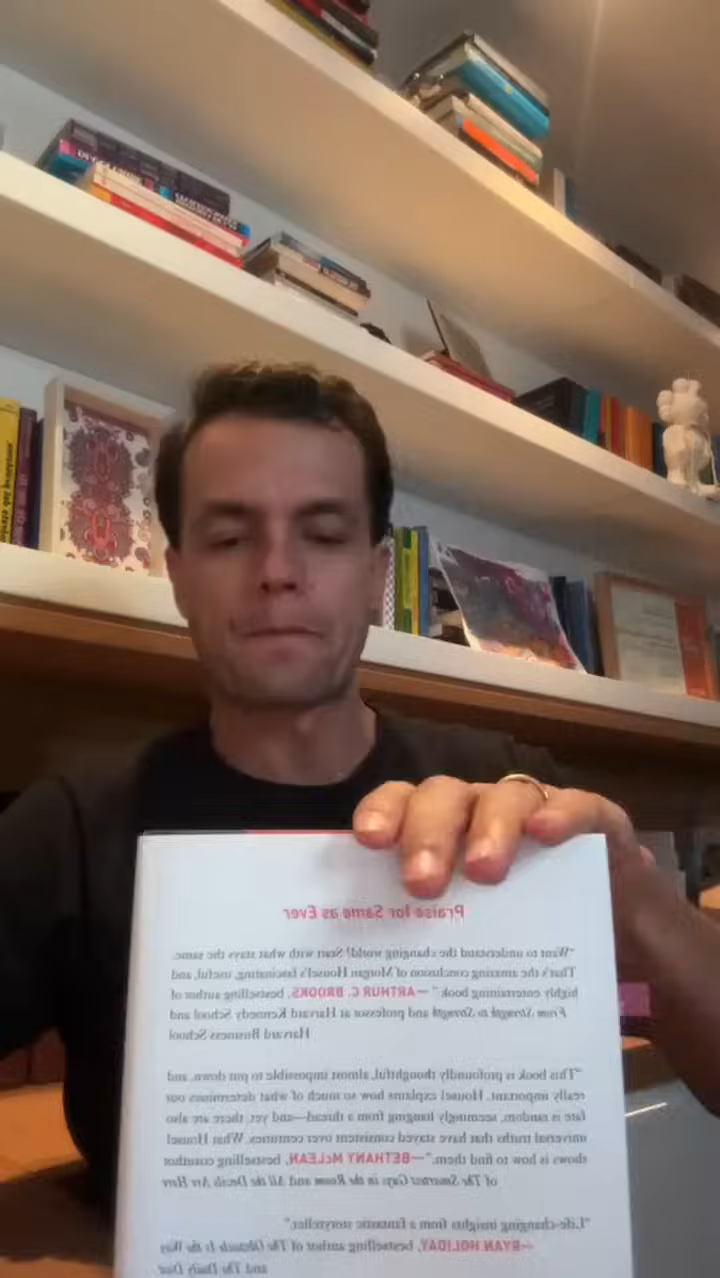 Praise for Same as Ever
"Want to understand the changing world? Start with what stays the same.
That's the amazing conclusion of Morgan Housel's fascinating, useful, and
highly entertaining book." —ARTHUR C. BROOKS, bestselling author of
From Strength to Strength and professor at Harvard Kennedy School and
Harvard Business School
"This book is profoundly thoughtful, almost impossible to put down, and
really important. Housel explains how so much of what determines our
fate is random, seemingly hanging from a thread—and yet, there are also
universal truths that have stayed consistent over centuries. What Housel
shows is how to find them."—BETHANY McLEAN, bestselling coauthor
of The Smartest Guys in the Room and All the Devils Are Here
"Life-changing insights from a fantastic storyteller."
—RYAN HOLIDAY, bestselling author of The Obstacle Is the Way
and The Daily Stoic